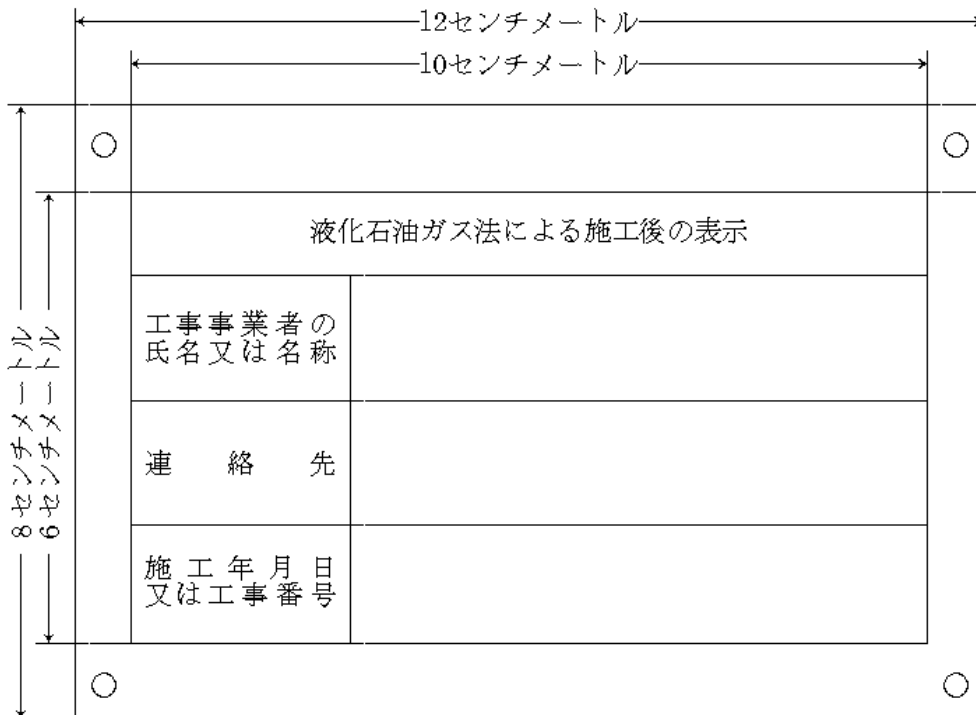 12センチメートル
10センチメートル
8センチメートル
6センチメートル
液化石油ガス法による施工後の表示
工事事業者の
氏名又は名称
連絡先
施工年月日
又は工事番号